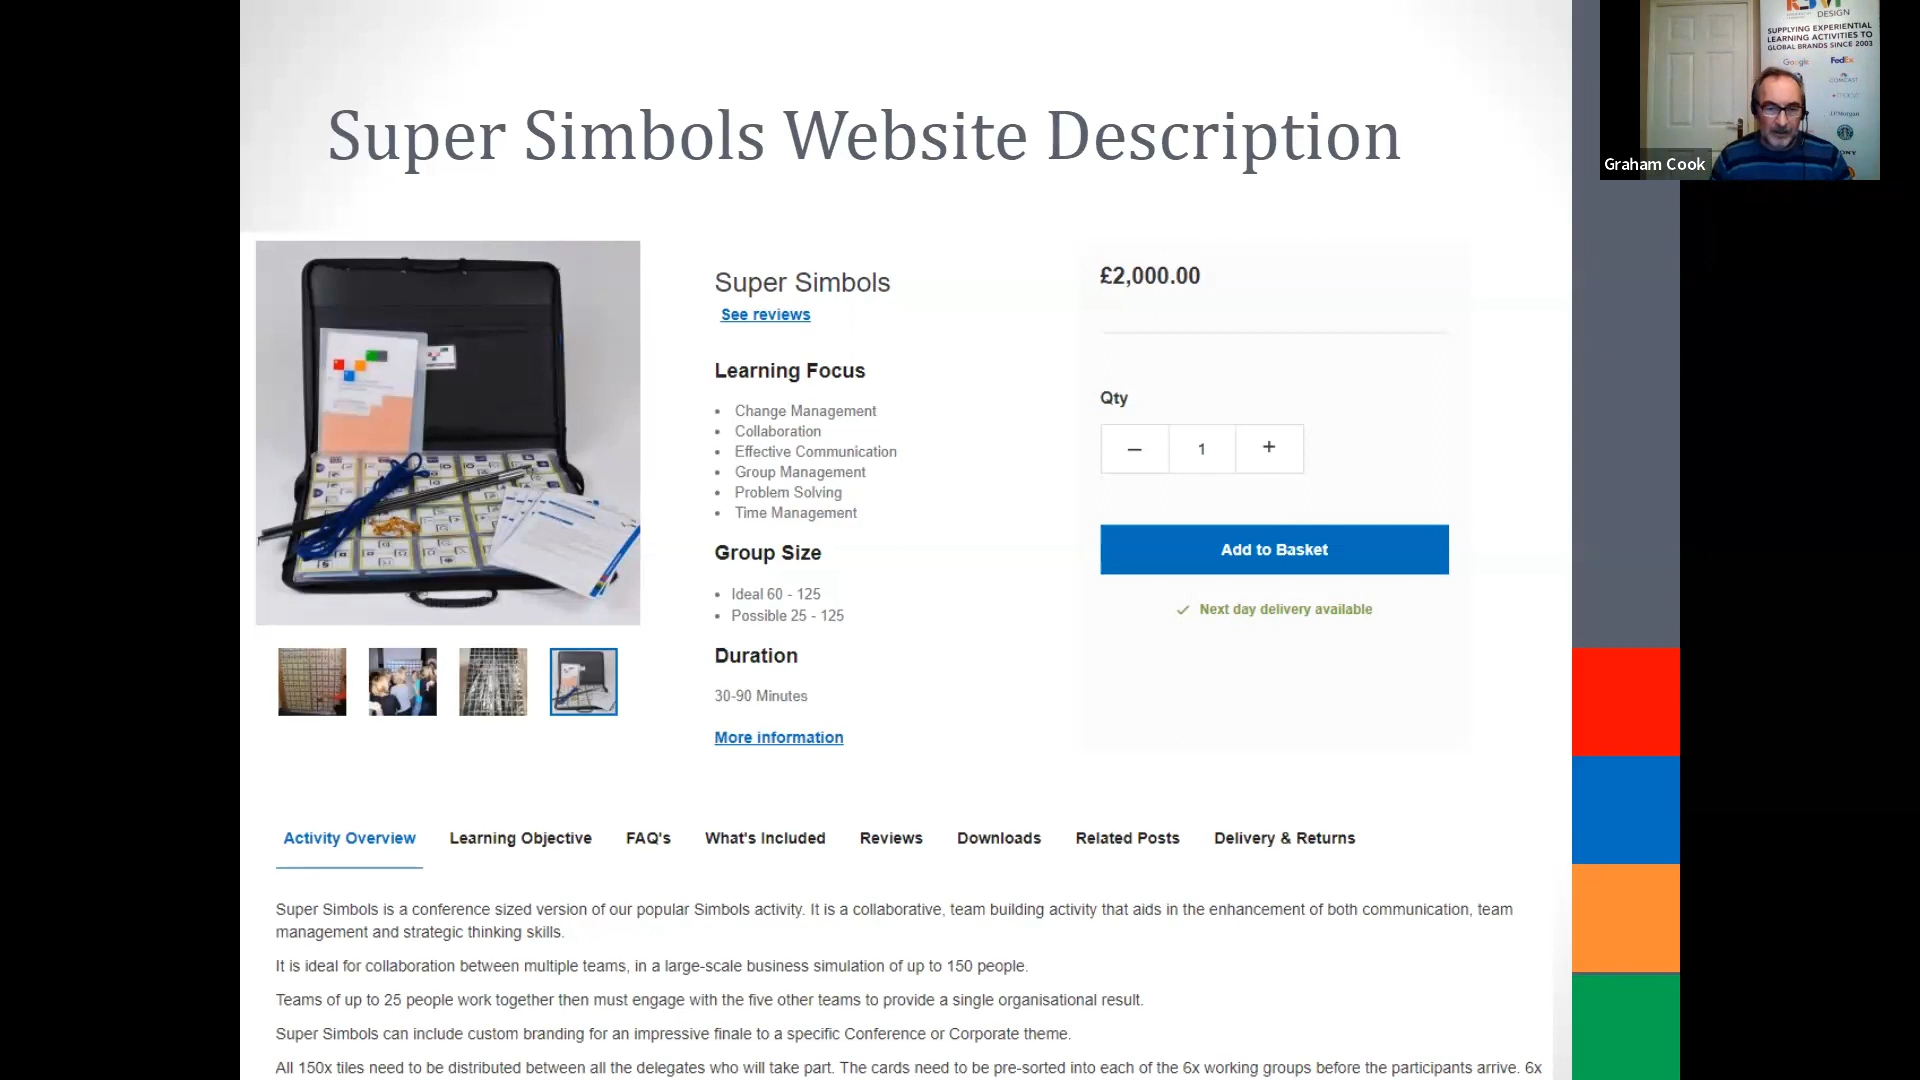 Super Simbols Website Description
DESIGN
SUPPLYING EXPERIENTIAL
LEARNING ACTIVITIES TO
GLOBAL BRANDS SINCE 2003
Google
FedEx
COMCAST
J.P.Morgan
Graham Cook
Super Simbols
See reviews
Learning Focus
• Change Management
• Collaboration
• Effective Communication
• Group Management
• Problem Solving
• Time Management
Group Size
• Ideal 60 - 125
• Possible 25 - 125
Duration
30-90 Minutes
More information
£2,000.00
Qty
— 1 +
Add to Basket
Next day delivery available
Activity Overview Learning Objective FAQ's What's Included Reviews Downloads Related Posts Delivery & Returns
Super Simbols is a conference sized version of our popular Simbols activity. It is a collaborative, team building activity that aids in the enhancement of both communication, team
management and strategic thinking skills.
It is ideal for collaboration between multiple teams, in a large-scale business simulation of up to 150 people.
Teams of up to 25 people work together then must engage with the five other teams to provide a single organisational result.
Super Simbols can include custom branding for an impressive finale to a specific Conference or Corporate theme.
All 150x tiles need to be distributed between all the delegates who will take part. The cards need to be pre-sorted into each of the 6x working groups before the participants arrive. 6x